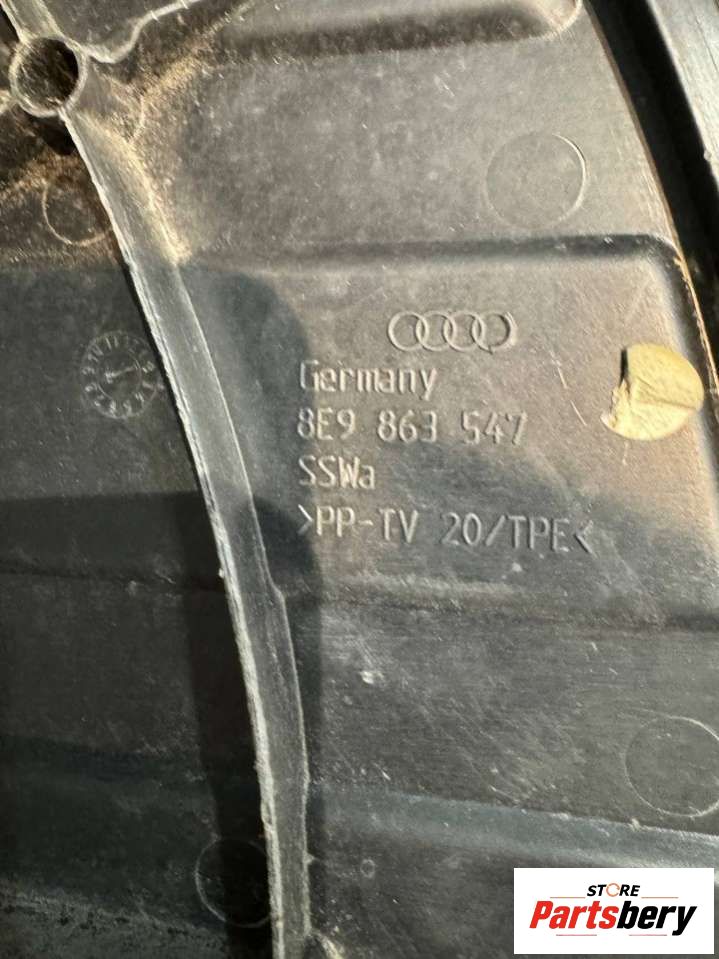 Germany
8E9 863 547
SSWa
>PP-TV 20/TPE<
STORE
Partsbery